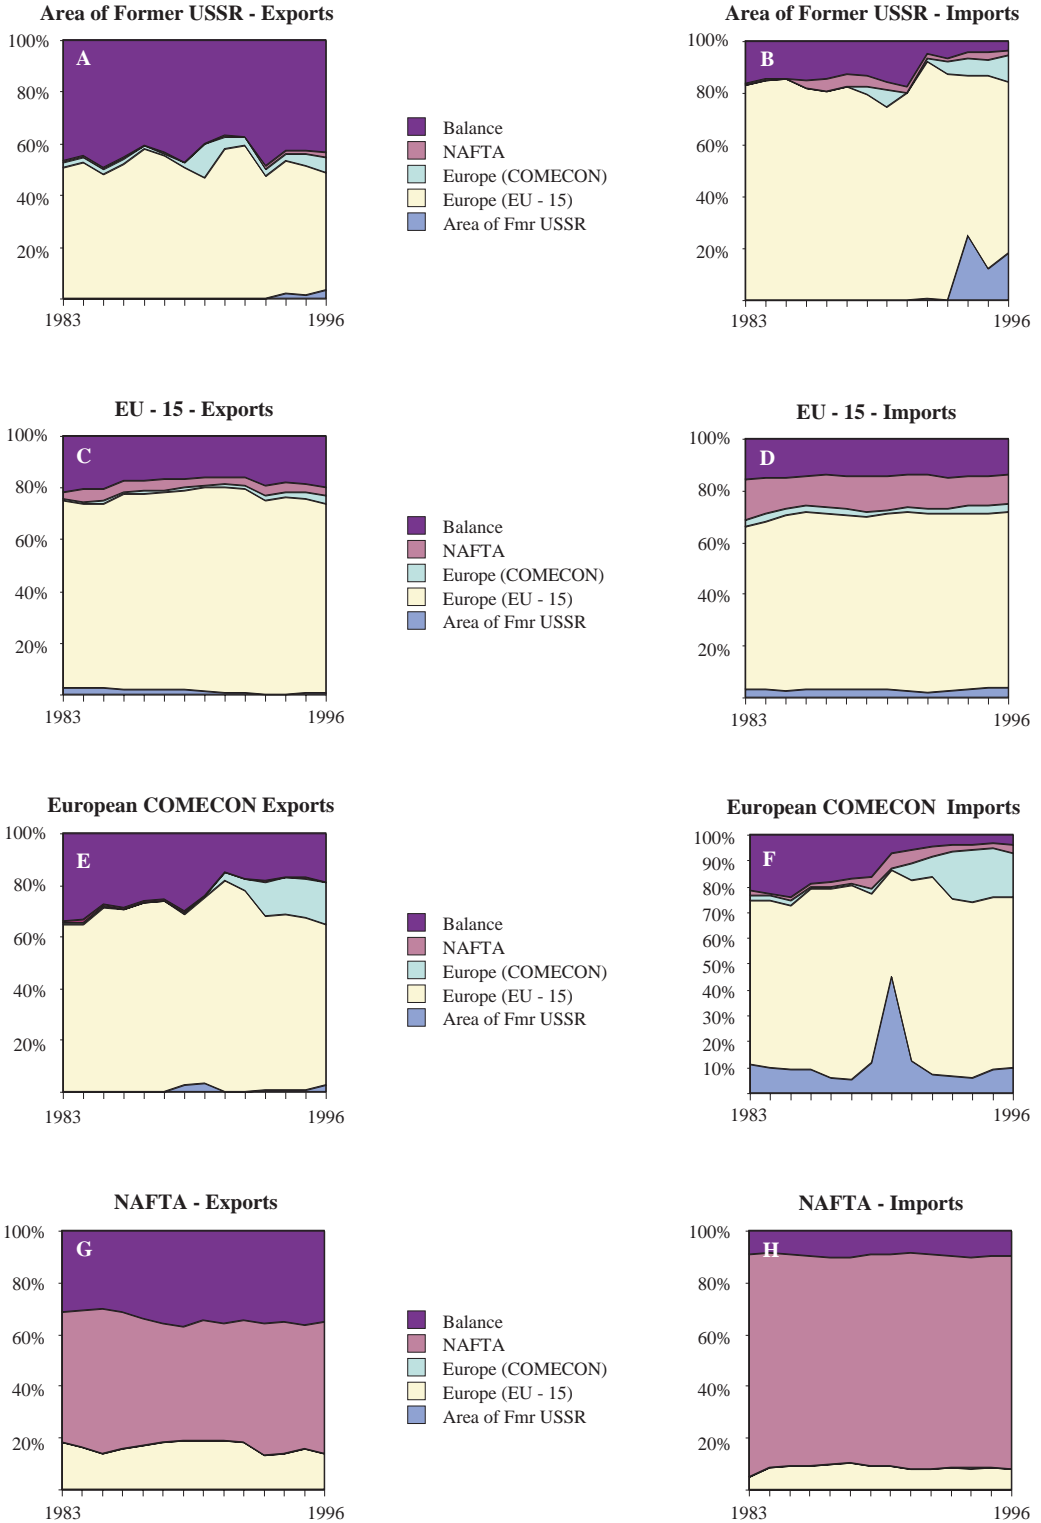 Area of Former USSR - Exports
A
100%
80%
60%
40%
20%
1983 1996
Balance
NAFTA
Europe (COMECON)
Europe (EU - 15)
Area of Fmr USSR
Area of Former USSR - Imports
B
100%
80%
60%
40%
20%
1983 1996
EU - 15 - Exports
C
100%
80%
60%
40%
20%
1983 1996
Balance
NAFTA
Europe (COMECON)
Europe (EU - 15)
Area of Fmr USSR
EU - 15 - Imports
D
100%
80%
60%
40%
20%
1983 1996
European COMECON Exports
E
100%
80%
60%
40%
20%
1983 1996
Balance
NAFTA
Europe (COMECON)
Europe (EU - 15)
Area of Fmr USSR
European COMECON Imports
F
100%
90%
80%
70%
60%
50%
40%
30%
20%
10%
1983 1996
NAFTA - Exports
G
100%
80%
60%
40%
20%
1983 1996
Balance
NAFTA
Europe (COMECON)
Europe (EU - 15)
Area of Fmr USSR
NAFTA - Imports
H
100%
80%
60%
40%
20%
1983 1996